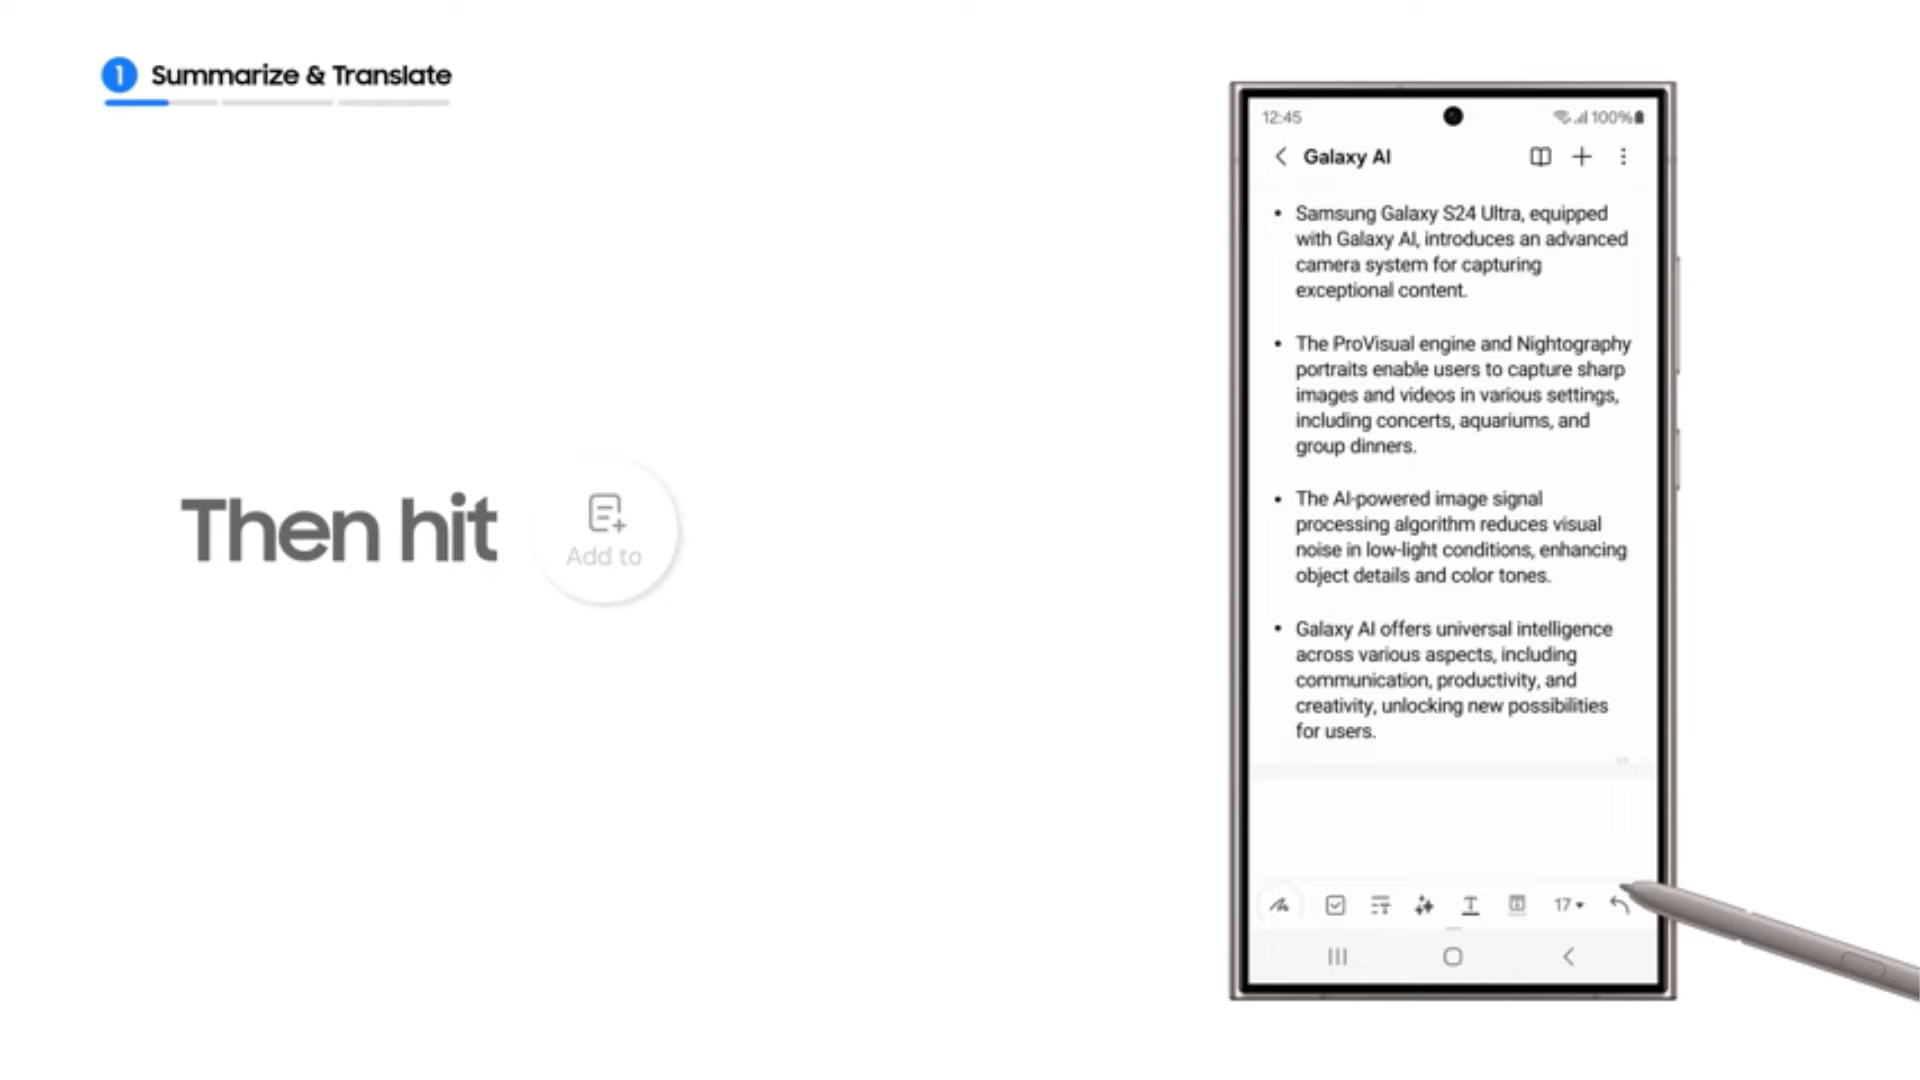 1 Summarize & Translate
Then hit
Add to
12:45
100%
Galaxy AI
• Samsung Galaxy S24 Ultra, equipped
with Galaxy AI, introduces an advanced
camera system for capturing
exceptional content.
• The ProVisual engine and Nightography
portraits enable users to capture sharp
images and videos in various settings,
including concerts, aquariums, and
group dinners.
• The AI-powered image signal
processing algorithm reduces visual
noise in low-light conditions, enhancing
object details and color tones.
• Galaxy AI offers universal intelligence
across various aspects, including
communication, productivity, and
creativity, unlocking new possibilities
for users.
17